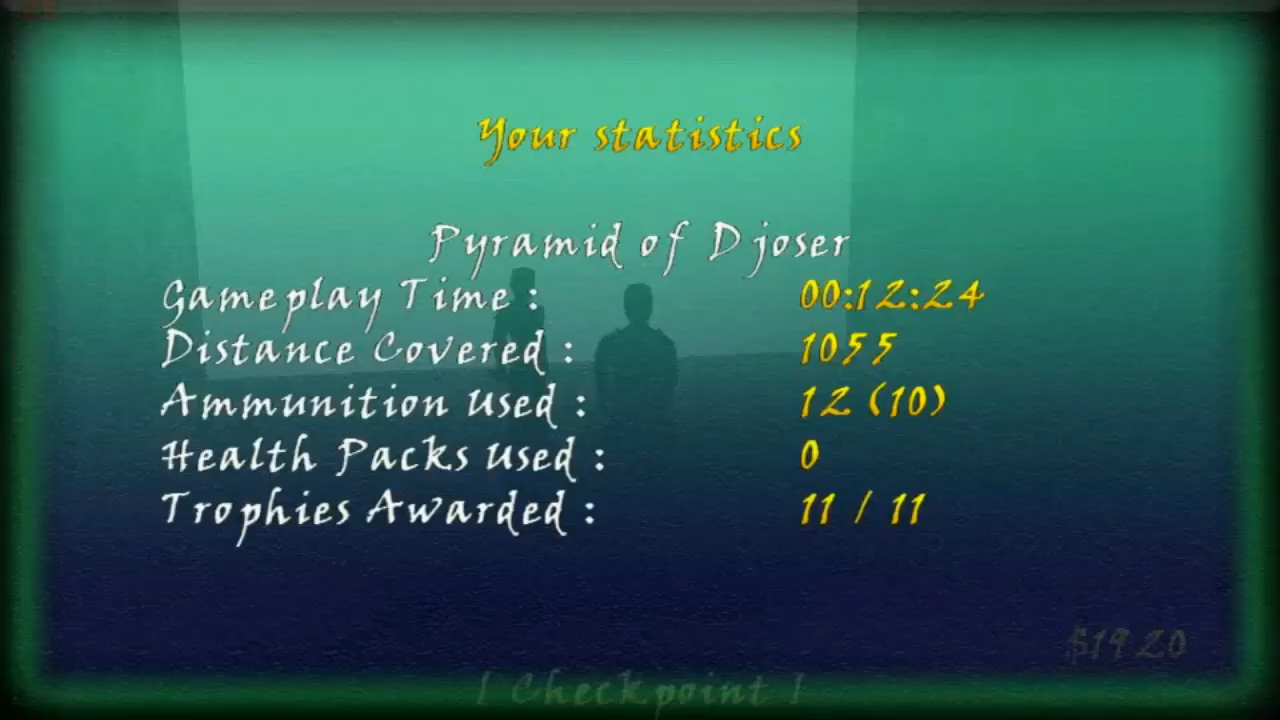 Your statistics
Pyramid of Djoser
Gameplay Time : 00:12:24
Distance Covered : 1055
Ammunition Used : 12 (10)
Health Packs Used : 0
Trophies Awarded : 11 / 11
$1920
[ Checkpoint ]